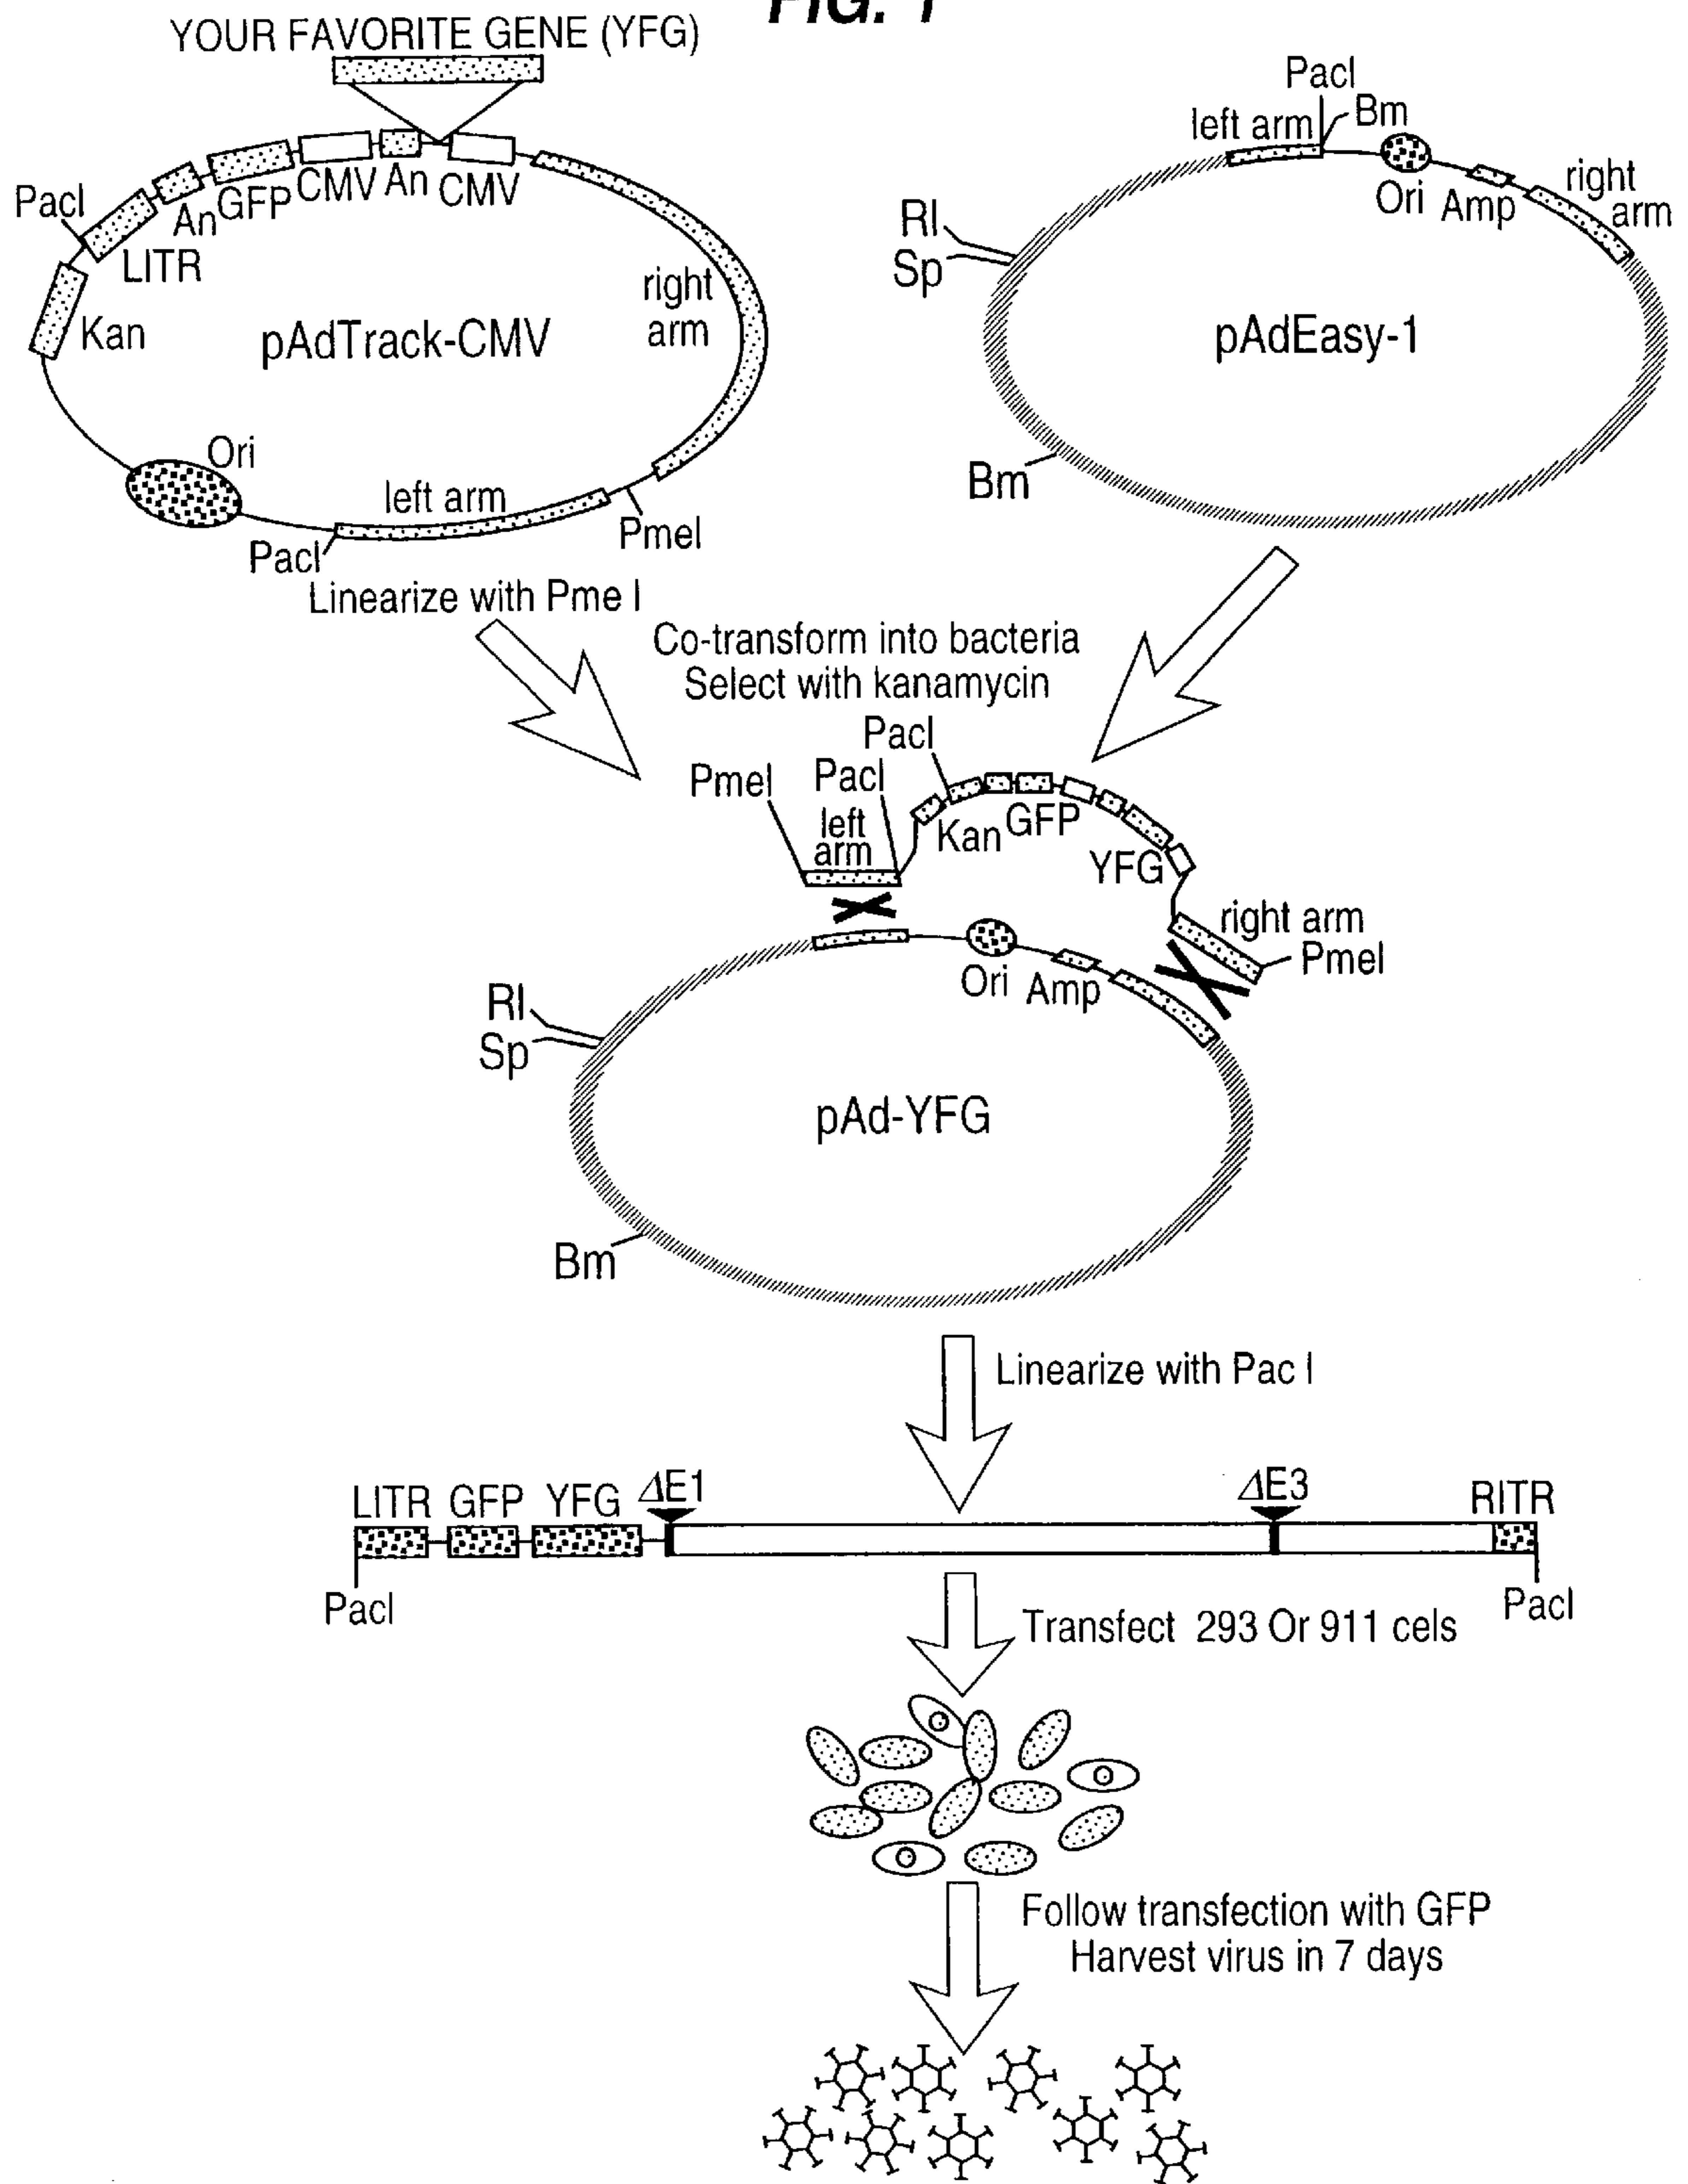 FIG. 1
YOUR FAVORITE GENE (YFG)
PacI
LITR
An
GFP
CMV
An
CMV
Kan
pAdTrack-CMV
right
arm
Ori
left arm
PacI
PmeI
Linearize with Pme I
PacI
Bm
left arm
Ori
Amp
right
arm
RI
Sp
pAdEasy-1
Bm
Co-transform into bacteria
Select with kanamycin
PacI
PmeI
PacI
left
arm
Kan
GFP
YFG
right arm
PmeI
Ori
Amp
RI
Sp
pAd-YFG
Bm
Linearize with Pac I
LITR GFP YFG ΔE1 ΔE3 RITR
PacI
PacI
Transfect 293 Or 911 cels
Follow transfection with GFP
Harvest virus in 7 days